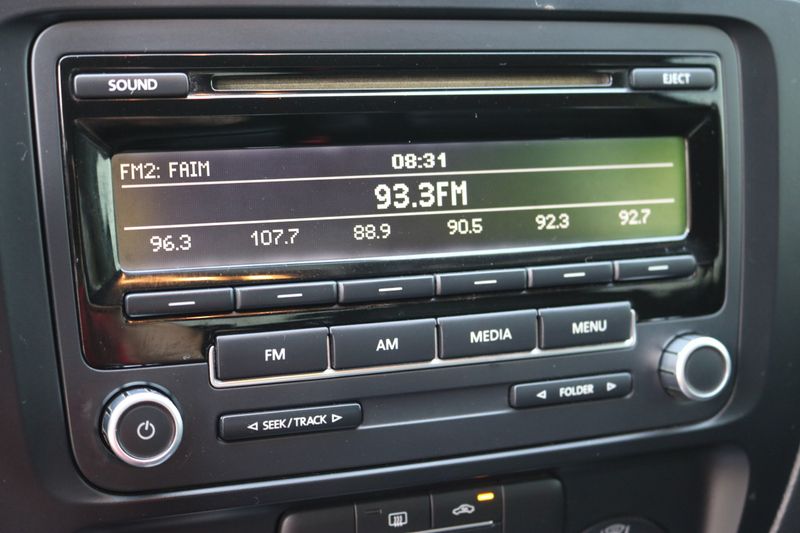 SOUND
EJECT
08:31
FM2: FAIM
93.3FM
96.3 107.7 88.9 90.5 92.3 92.7
FM AM MEDIA MENU
SEEK/TRACK
FOLDER